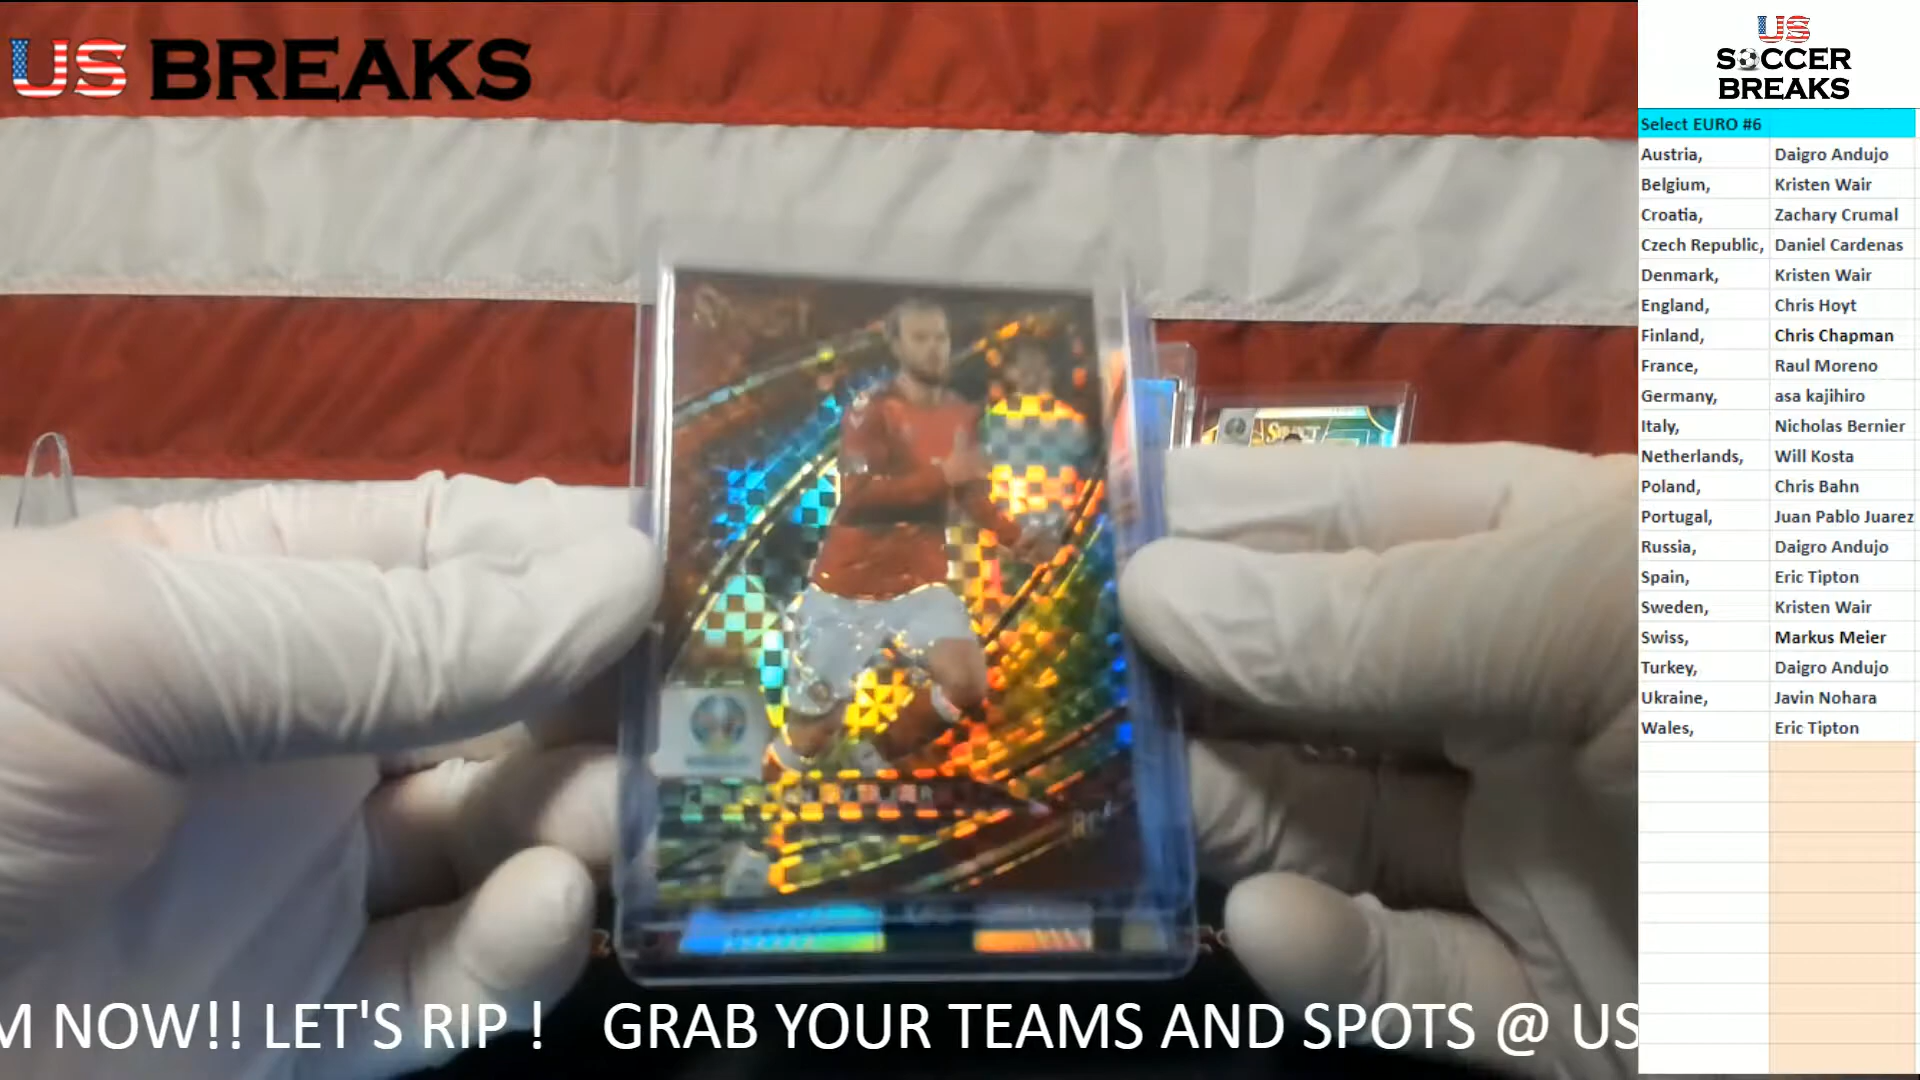 US BREAKS
US
SOCCER
BREAKS
Select EURO #6
Austria, Daigro Andujo
Belgium, Kristen Wair
Croatia, Zachary Crumal
Czech Republic, Daniel Cardenas
Denmark, Kristen Wair
England, Chris Hoyt
Finland, Chris Chapman
France, Raul Moreno
Germany, asa kajihiro
Italy, Nicholas Bernier
Netherlands, Will Kosta
Poland, Chris Bahn
Portugal, Juan Pablo Juarez
Russia, Daigro Andujo
Spain, Eric Tipton
Sweden, Kristen Wair
Swiss, Markus Meier
Turkey, Daigro Andujo
Ukraine, Javin Nohara
Wales, Eric Tipton
SELECT
M NOW!! LET'S RIP ! GRAB YOUR TEAMS AND SPOTS @ US